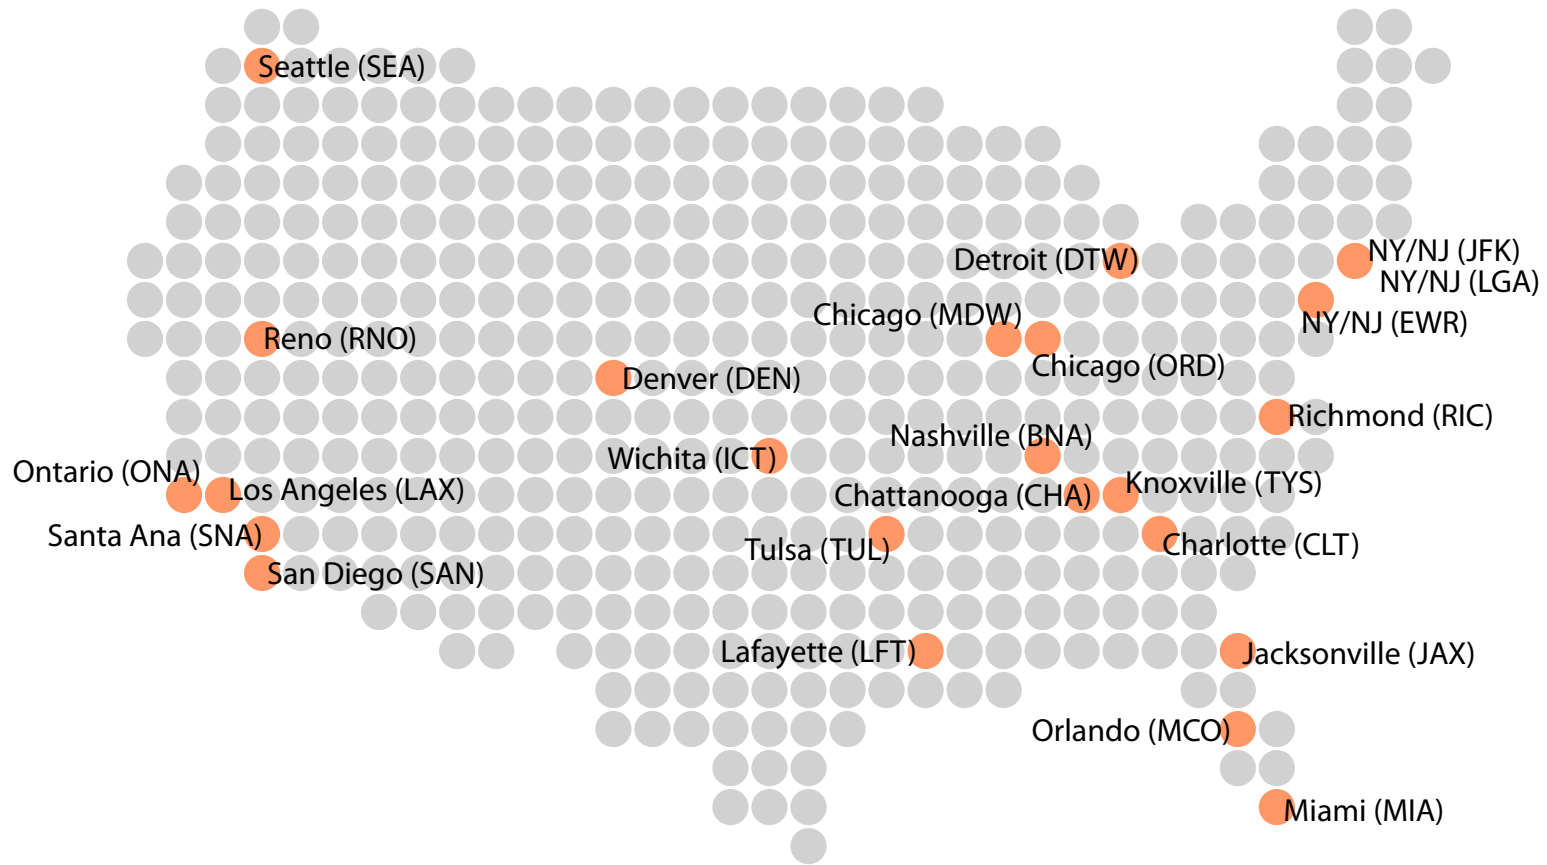 Seattle (SEA)
NY/NJ (JFK)
Detroit (DTW)
NY/NJ (LGA)
Chicago (MDW)
NY/NJ (EWR)
Reno (RNO)
Chicago (ORD)
Denver (DEN)
Richmond (RIC)
Nashville (BNA)
Wichita (ICT)
Ontario (ONA)
Knoxville (TYS)
Los Angeles (LAX)
Chattanooga (CHA)
Santa Ana (SNA)
Charlotte (CLT)
Tulsa (TUL)
San Diego (SAN)
Lafayette (LFT)
Jacksonville (JAX)
Orlando (MCO)
Miami (MIA)